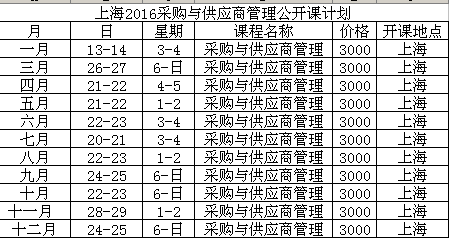 上海2016采购与供应商管理公开课计划
月 日 星期 课程名称 价格 开课地点
一月 13-14 3-4 采购与供应商管理 3000 上海
三月 26-27 6-日 采购与供应商管理 3000 上海
四月 21-22 4-5 采购与供应商管理 3000 上海
五月 21-22 1-2 采购与供应商管理 3000 上海
六月 22-23 3-4 采购与供应商管理 3000 上海
七月 20-21 3-4 采购与供应商管理 3000 上海
八月 22-23 1-2 采购与供应商管理 3000 上海
九月 24-25 6-日 采购与供应商管理 3000 上海
十月 22-23 6-日 采购与供应商管理 3000 上海
十一月 28-29 1-2 采购与供应商管理 3000 上海
十二月 24-25 6-日 采购与供应商管理 3000 上海